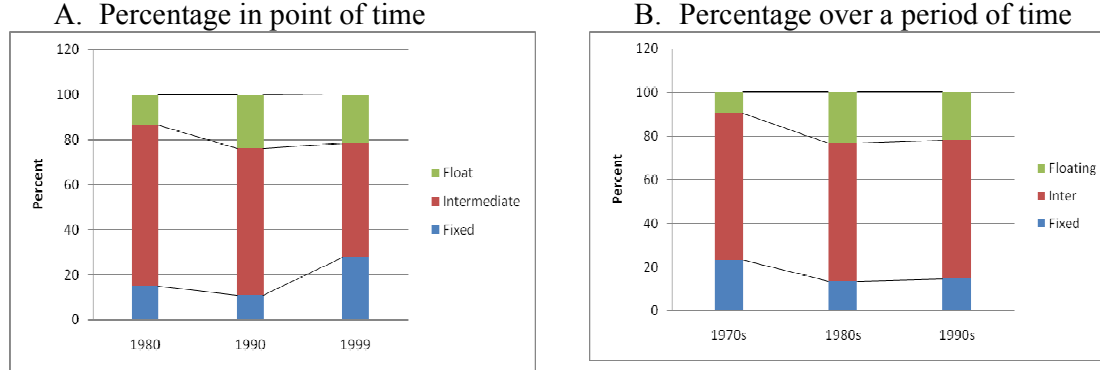 A. Percentage in point of time
120
100
80
60
40
20
0
Percent
1980
1990
1999
Float
Intermediate
Fixed
B. Percentage over a period of time
120
100
80
60
40
20
0
Percent
1970s
1980s
1990s
Floating
Inter
Fixed